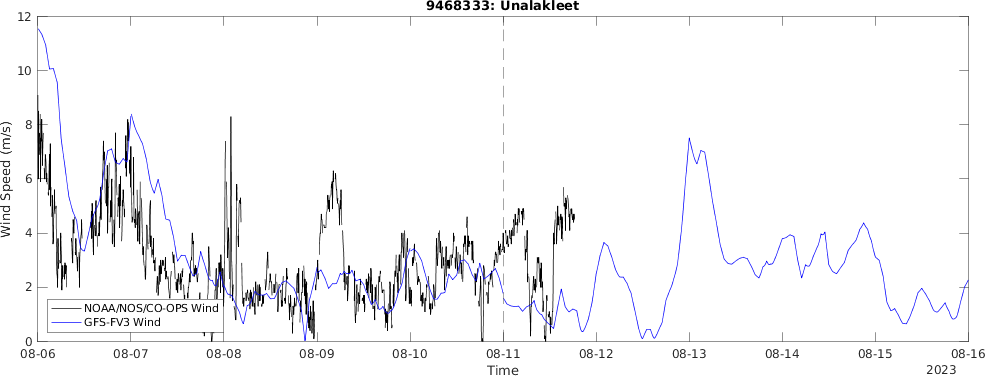 9468333: Unalakleet
Wind Speed (m/s)
12
10
8
6
4
2
0
NOAA/NOS/CO-OPS Wind
GFS-FV3 Wind
08-06 08-07 08-08 08-09 08-10 08-11 08-12 08-13 08-14 08-15 08-16
Time
2023